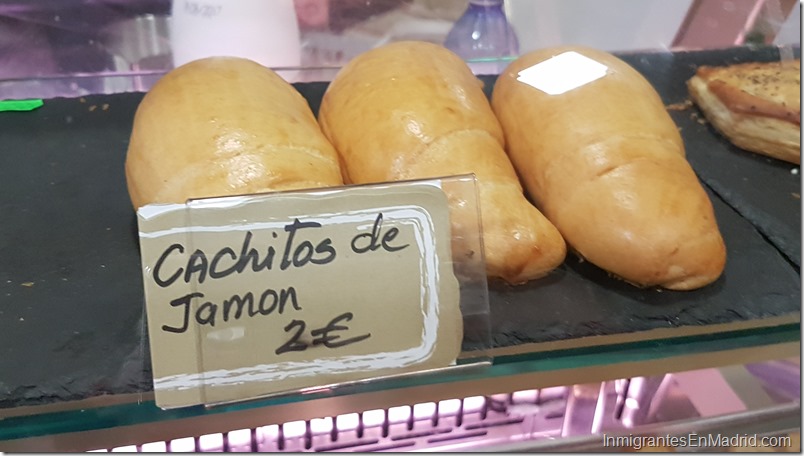 CAChitos de
Jamon
2€
InmigrantesEnMadrid.com